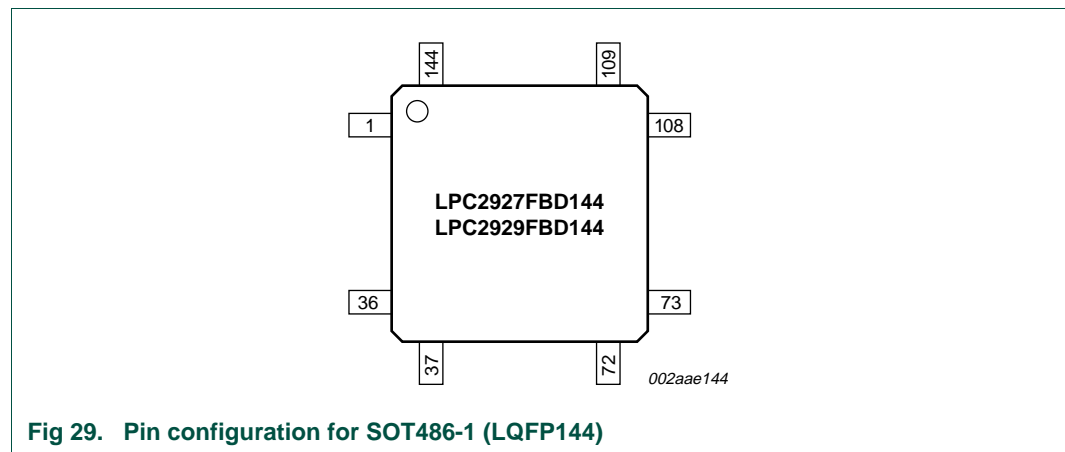 144
109
1
108
LPC2927FBD144
LPC2929FBD144
36
73
37
72
002aae144
Fig 29. Pin configuration for SOT486-1 (LQFP144)